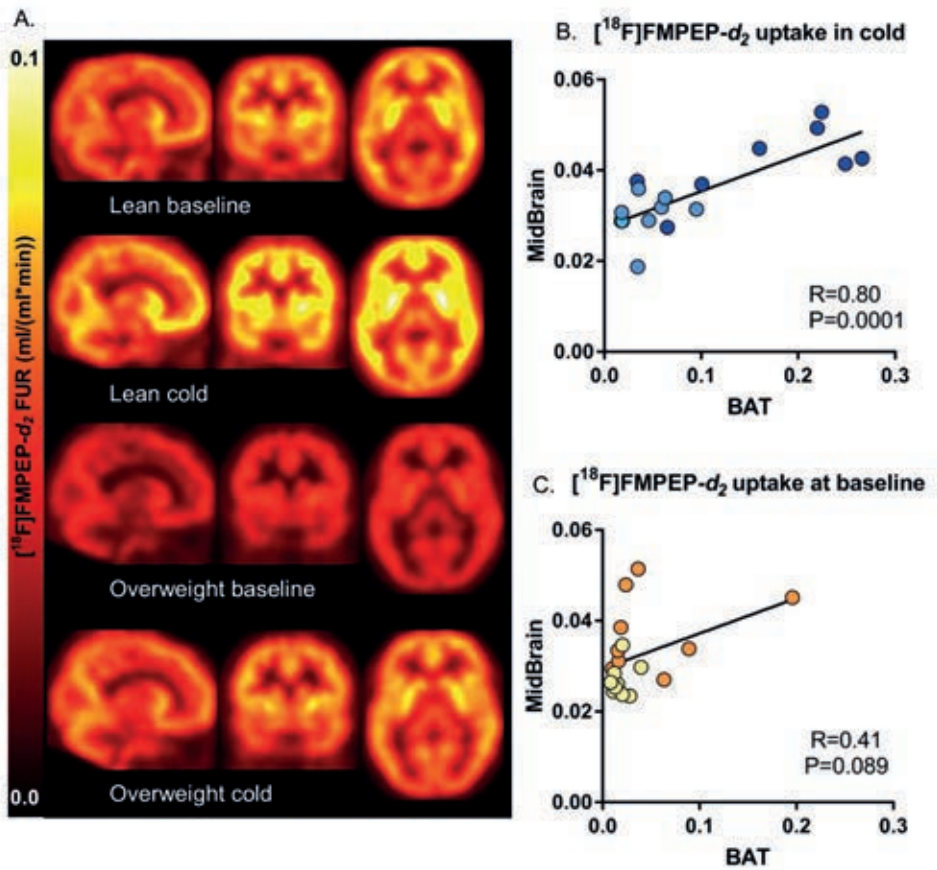 A.
0.1
[¹⁸F]FMPEP-d₂ FUR (ml/(ml*min))
0.0
Lean baseline
Lean cold
Overweight baseline
Overweight cold
B. [¹⁸F]FMPEP-d₂ uptake in cold
MidBrain
0.06
0.04
0.02
0.00
R=0.80
P=0.0001
0.0 0.1 0.2 0.3
BAT
C. [¹⁸F]FMPEP-d₂ uptake at baseline
MidBrain
0.06
0.04
0.02
0.00
R=0.41
P=0.089
0.0 0.1 0.2 0.3
BAT